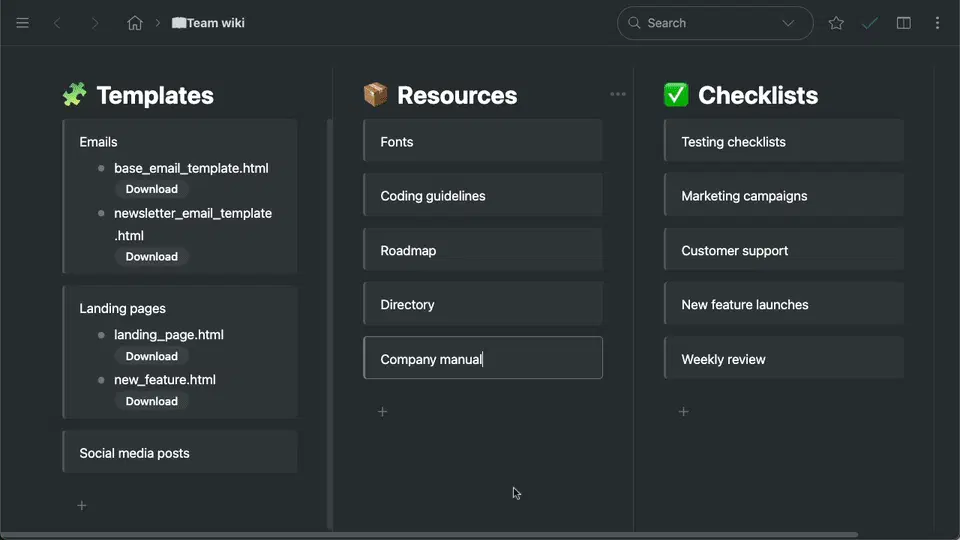 Team wiki
Search
Templates
Emails
base_email_template.html
Download
newsletter_email_template
.html
Download
Landing pages
landing_page.html
Download
new_feature.html
Download
Social media posts
Resources
Fonts
Coding guidelines
Roadmap
Directory
Company manual
Checklists
Testing checklists
Marketing campaigns
Customer support
New feature launches
Weekly review